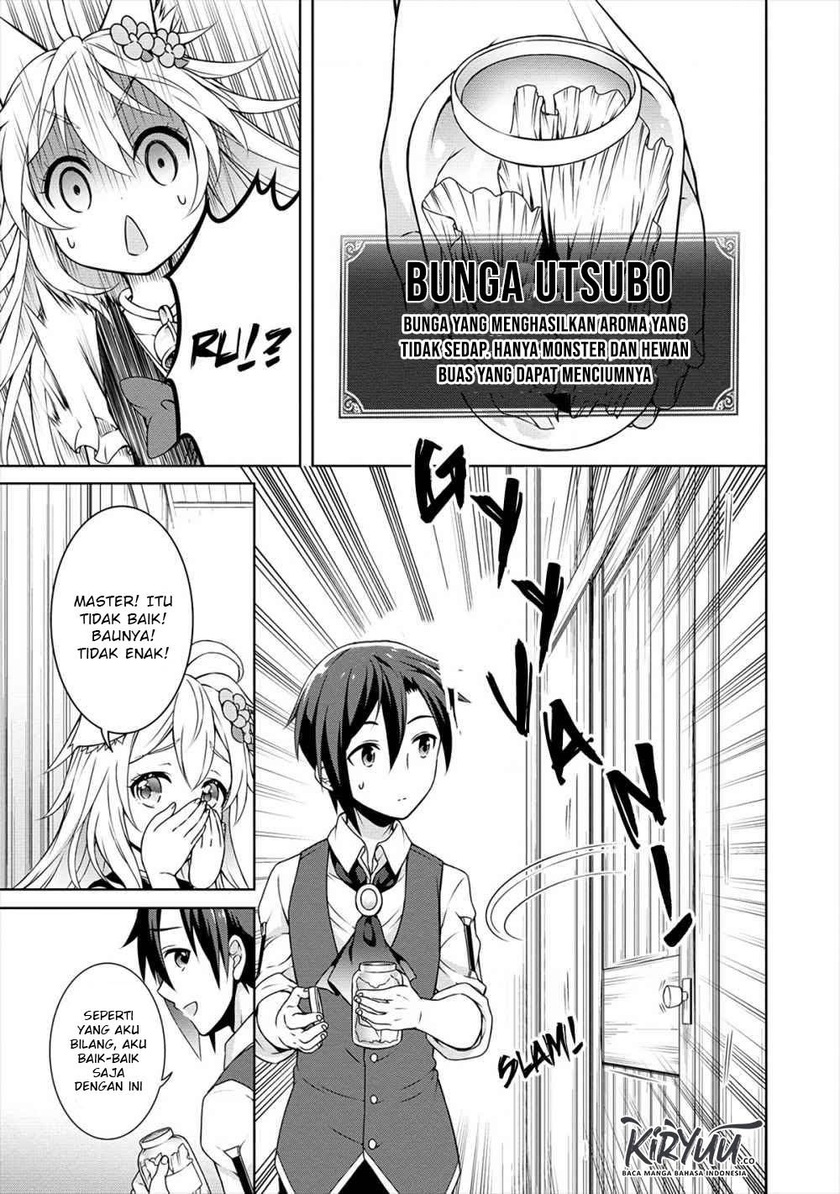 BUNGA UTSUBO
BUNGA YANG MENGHASILKAN AROMA YANG
TIDAK SEDAP. HANYA MONSTER DAN HEWAN
BUAS YANG DAPAT MENCIUMNYA
RU!?
GYYYAN!
MASTER! ITU
TIDAK BAIK!
BAUNYA!
TIDAK ENAK!
SLAM!
SEPERTI
YANG AKU
BILANG, AKU
BAIK-BAIK
SAJA
DENGAN INI
KIRYUU.CO
BACA MANGA BAHASA INDONESIA